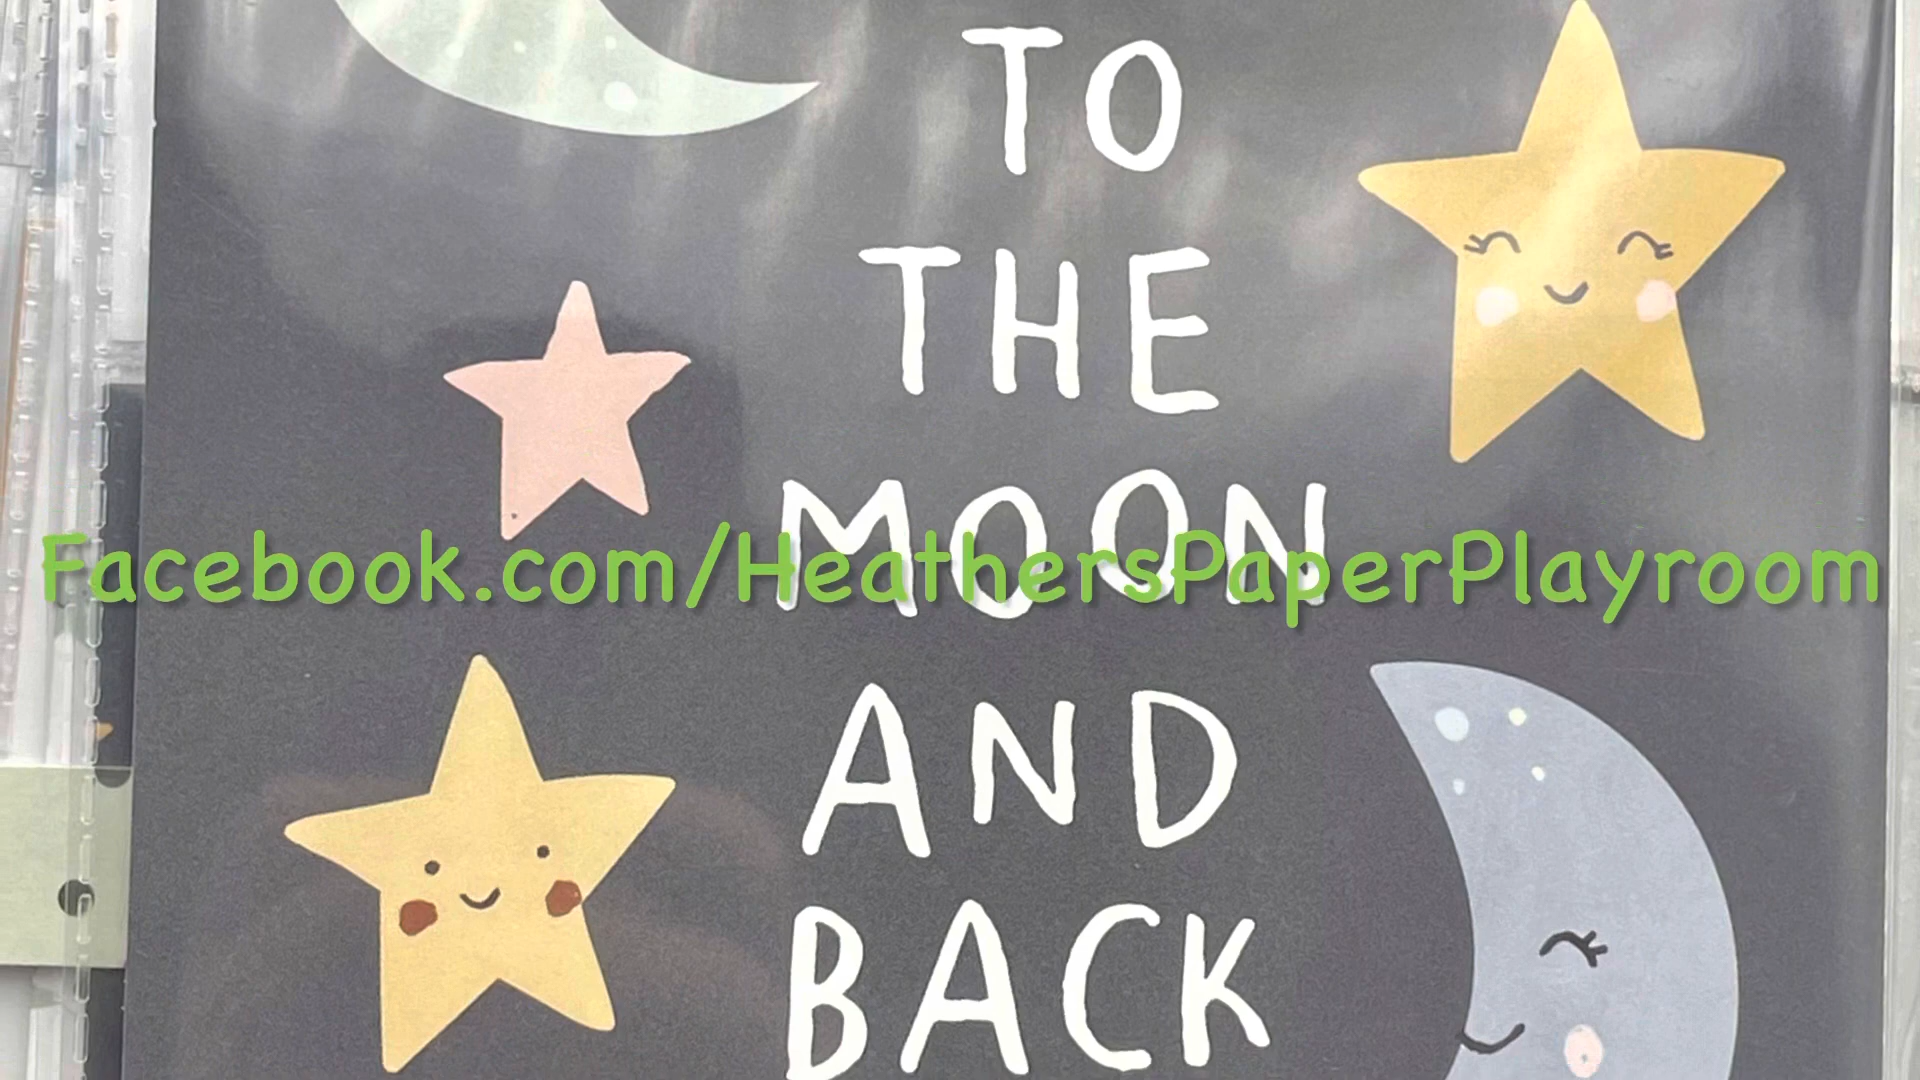 TO
THE
MOON
Facebook.com/HeathersPaperPlayroom
AND
BACK